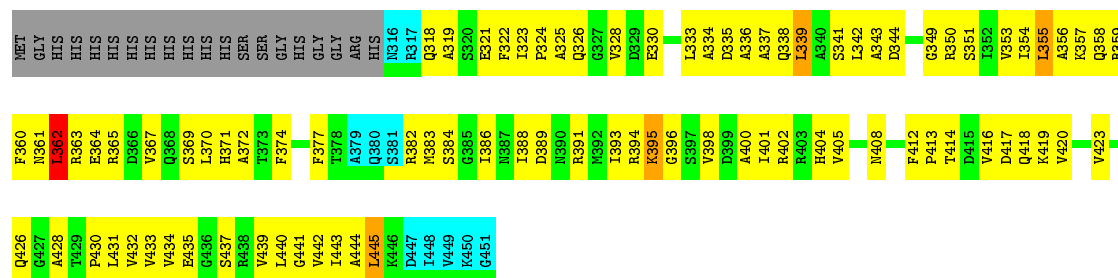 MET GLY HIS HIS HIS HIS HIS HIS HIS HIS HIS HIS SER SER GLY HIS GLY GLY ARG HIS N316 R317 Q318 A319 S320 E321 F322 I323 P324 A325 Q326 G327 V328 D329 E330 L333 A334 D335 A336 A337 Q338 L339 A340 S341 L342 A343 D344 G349 R350 S351 I352 V353 I354 L355 A356 K357 Q358 R359
F360 N361 L362 R363 E364 R365 D366 V367 Q368 S369 L370 H371 A372 T373 F374 F377 T378 A379 Q380 S381 R382 M383 S384 G385 I386 N387 I388 D389 N390 R391 M392 I393 R394 K395 G396 S397 V398 D399 A400 I401 R402 R403 H404 V405 N408 F412 P413 T414 D415 V416 D417 Q418 K419 V420 V423
Q426 G427 A428 T429 P430 L431 V432 V433 V434 E435 G436 S437 R438 V439 L440 G441 V442 I443 A444 L445 K446 D447 I448 V449 K450 G451